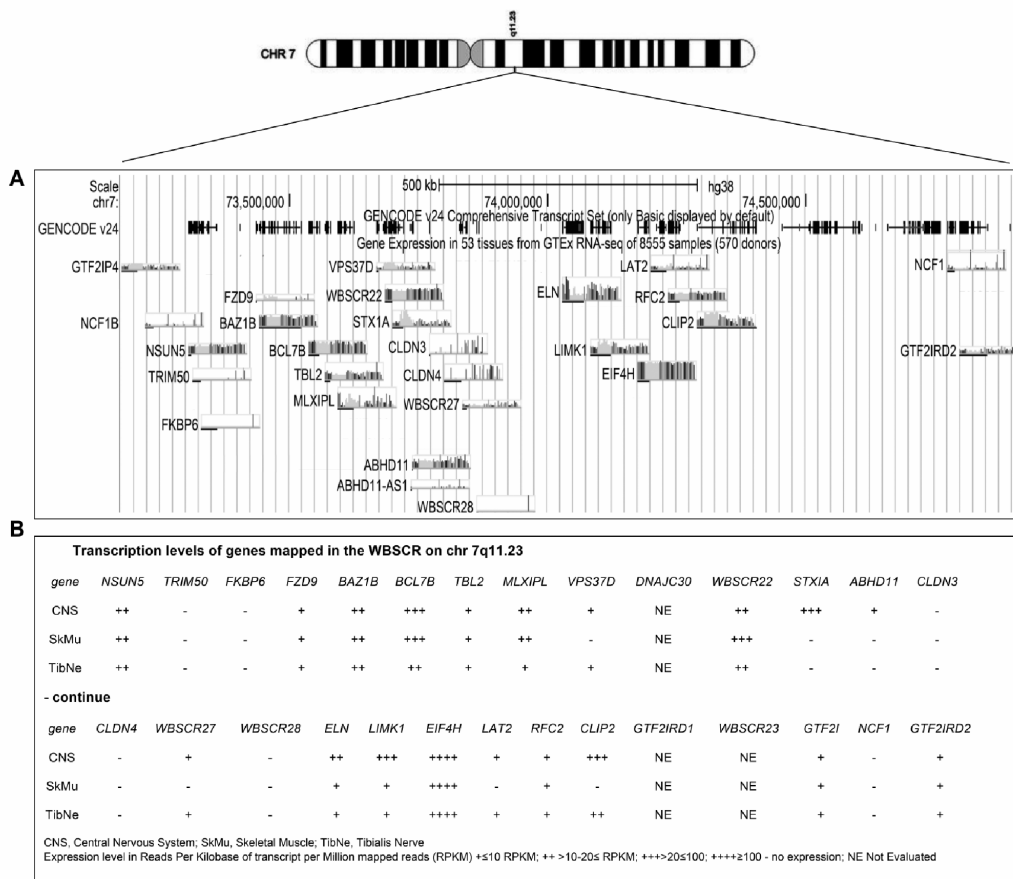 q11.23
CHR 7
A
Scale 500 kb hg38
chr7: 73,500,000 74,000,000 74,500,000
GENCODE v24 Comprehensive Transcript Set (only Basic displayed by default)
GENCODE v24
Gene Expression in 53 tissues from GTEx RNA-seq of 8555 samples (570 donors)
GTF2IP4 VPS37D LAT2 NCF1
FZD9 WBSCR22 ELN RFC2
NCF1B BAZ1B STX1A CLIP2
NSUN5 BCL7B CLDN3 LIMK1 GTF2IRD2
TRIM50 TBL2 CLDN4 EIF4H
MLXIPL WBSCR27
FKBP6
ABHD11
ABHD11-AS1
WBSCR28
B
Transcription levels of genes mapped in the WBSCR on chr 7q11.23
gene NSUN5 TRIM50 FKBP6 FZD9 BAZ1B BCL7B TBL2 MLXIPL VPS37D DNAJC30 WBSCR22 STXIA ABHD11 CLDN3
CNS ++ - - + ++ +++ + ++ + NE ++ +++ + -
SkMu ++ - - + ++ +++ + ++ - NE +++ - - -
TibNe ++ - - + ++ ++ + + + NE ++ - - -
- continue
gene CLDN4 WBSCR27 WBSCR28 ELN LIMK1 EIF4H LAT2 RFC2 CLIP2 GTF2IRD1 WBSCR23 GTF2I NCF1 GTF2IRD2
CNS - + - ++ +++ ++++ + + +++ NE NE + - +
SkMu - - - + + ++++ - + - NE NE + - +
TibNe - + - + + ++++ + + ++ NE NE + - +
CNS, Central Nervous System; SkMu, Skeletal Muscle; TibNe, Tibialis Nerve
Expression level in Reads Per Kilobase of transcript per Million mapped reads (RPKM) +≤10 RPKM; ++ >10-20≤ RPKM; +++>20≤100; ++++≥100 - no expression; NE Not Evaluated